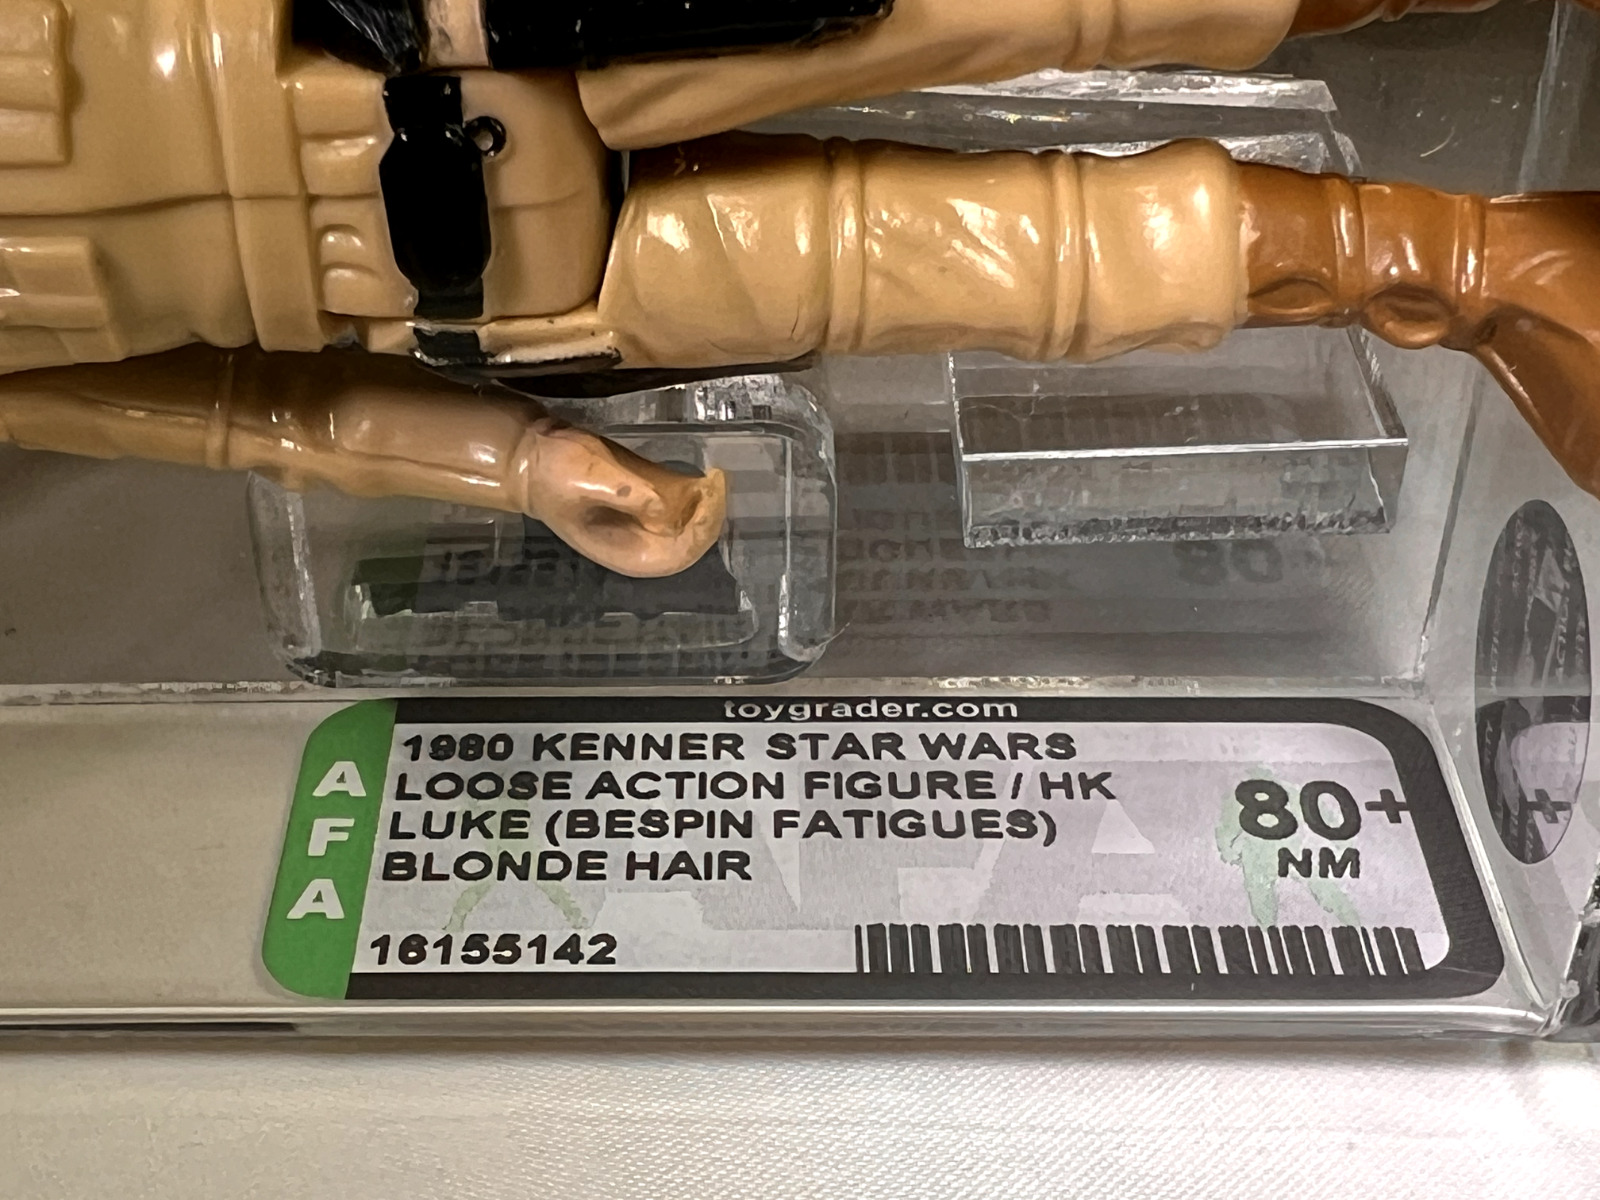 toygrader.com
AFA
1980 KENNER STAR WARS
LOOSE ACTION FIGURE / HK
LUKE (BESPIN FATIGUES)
BLONDE HAIR
80+
NM
16155142